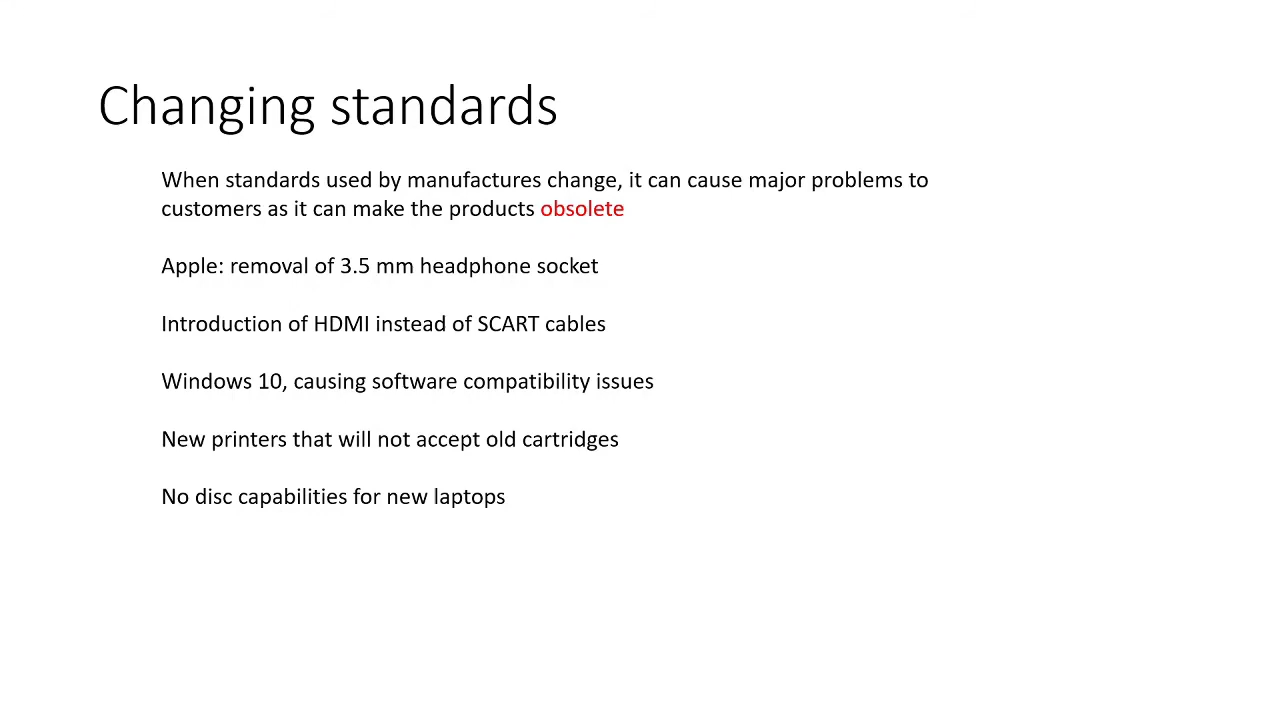 Changing standards
When standards used by manufactures change, it can cause major problems to
customers as it can make the products obsolete
Apple: removal of 3.5 mm headphone socket
Introduction of HDMI instead of SCART cables
Windows 10, causing software compatibility issues
New printers that will not accept old cartridges
No disc capabilities for new laptops